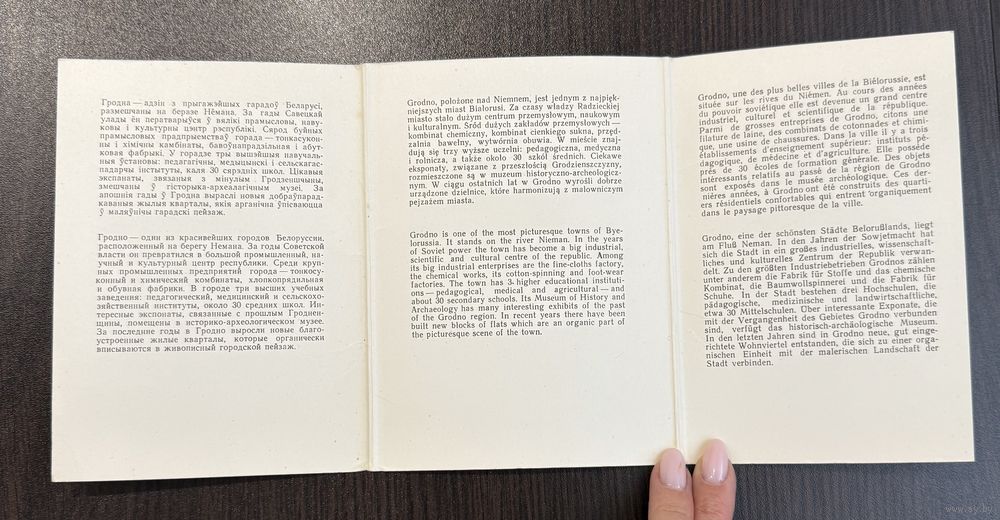 Гродна — адзін з прыгажэйшых гарадоў Беларусі,
размешчаны на беразе Нёмана. За гады Савецкай
улады ён ператварыўся ў вялікі прамысловы, наву-
ковы і культурны цэнтр рэспублікі. Сярод буйных
прамысловых прадпрыемстваў горада — тонкасукон-
ны і хімічны камбінаты, бавоўнапрадзільная і абут-
ковая фабрыкі. У горадзе тры вышэйшыя навучаль-
ныя ўстановы: педагагічны, медыцынскі і сельскагас-
падарчы інстытуты, каля 30 сярэдніх школ. Цікавыя
экспанаты, звязаныя з мінулым Гродзеншчыны,
змешчаны ў гісторыка-археалагічным музеі. За
апошнія гады ў Гродна выраслі новыя добраўпарад-
каваныя жылыя кварталы, якія арганічна ўпісваюцца
ў маляўнічы гарадскі пейзаж.
Гродно — один из красивейших городов Белоруссии,
расположенный на берегу Немана. За годы Советской
власти он превратился в большой промышленный, на-
учный и культурный центр республики. Среди круп-
ных промышленных предприятий города — тонкосу-
конный и химический комбинаты, хлопкопрядильная
и обувная фабрики. В городе три высших учебных
заведения: педагогический, медицинский и сельскохо-
зяйственный институты, около 30 средних школ. Ин-
тересные экспонаты, связанные с прошлым Гроднен-
щины, помещены в историко-археологическом музее.
За последние годы в Гродно выросли новые благо-
устроенные жилые кварталы, которые органически
вписываются в живописный городской пейзаж.
Grodno, położone nad Niemnem, jest jednym z najpięk-
niejszych miast Białorusi. Za czasy władzy Radzieckiej
miasto stało dużym centrum przemysłowym, naukowym
i kulturalnym. Śród dużych zakładów przemysłowych —
kombinat chemiczny, kombinat cienkiego sukna, przęd-
zalnia bawełny, wytwórnia obuwia. W mieście znaj-
dują się trzy wyższe uczelni: pedagogiczna, medyczna
i rolnicza, a także około 30 szkól średnich. Ciekawe
eksponaty, związane z przeszłością Grodzieńszczyny,
rozmieszczone są w muzeum historyczno-archeologicz-
nym. W ciągu ostatnich lat w Grodno wyrośli dobrze
urządzone dzielnice, które harmonizują z malowniczym
pejzażem miasta.
Grodno is one of the most picturesque towns of Bye-
lorussia. It stands on the river Nieman. In the years
of Soviet power the town has become a big industrial,
scientific and cultural centre of the republic. Among
its big industrial enterprises are the fine-cloths factory,
the chemical works, its cotton-spinning and foot-wear
factories. The town has 3 higher educational instituti-
ons — pedagogical, medical and agricultural — and
about 30 secondary schools. Its Museum of History and
Archaeology has many interesting exhibits of the past
of the Grodno region. In recent years there have been
built new blocks of flats which are an organic part of
the picturesque scene of the town.
Grodno, une des plus belles villes de la Biélorussie, est
située sur les rives du Niémen. Au cours des années
du pouvoir soviétique elle est devenue un grand centre
industriel, culturel et scientifique de la république.
Parmi de grosses entreprises de Grodno, citons une
filature de laine, des combinats de cotonnades et chimi-
que, une usine de chaussures. Dans la ville il y a trois
établissements d'enseignement supérieur: instituts pé-
dagogique, de médecine et d'agriculture. Elle possède
près de 30 écoles de formation générale. Des objets
intéressants relatifs au passé de la région de Grodno
sont exposés dans le musée archéologique. Ces der-
nières années, à Grodno ont été construits des quarti-
ers résidentiels confortables qui entrent organiquement
dans le paysage pittoresque de la ville.
Grodno, eine der schönsten Städte Belorußlands, liegt
am Fluß Neman. In den Jahren der Sowjetmacht hat
sich die Stadt in ein großes industrielles, wissenschaft-
liches und kulturelles Zentrum der Republik verwan-
delt. Zu den größten Industriebetrieben Grodnos zählen
unter anderem die Fabrik für Stoffe und das chemische
Kombinat, die Baumwollspinnerei und die Fabrik für
Schuhe. In der Stadt bestehen drei Hochschulen, die
pädagogische, medizinische und landwirtschaftliche,
etwa 30 Mittelschulen. Über interessante Exponate, die
mit der Vergangenheit des Gebietes Grodno verbunden
sind, verfügt das historisch-archäologische Museum.
In den letzten Jahren sind in Grodno neue, gut einge-
richtete Wohnviertel entstanden, die sich zu einer orga-
nischen Einheit mit der malerischen Landschaft der
Stadt verbinden.
www.ay.by